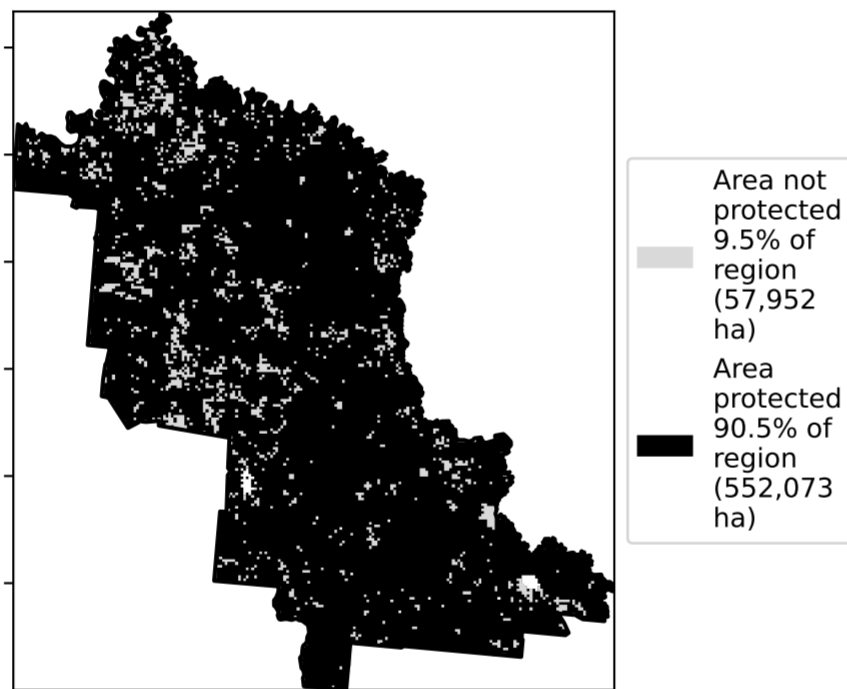 Area not
protected
9.5% of
region
(57,952
ha)
Area
protected
90.5% of
region
(552,073
ha)